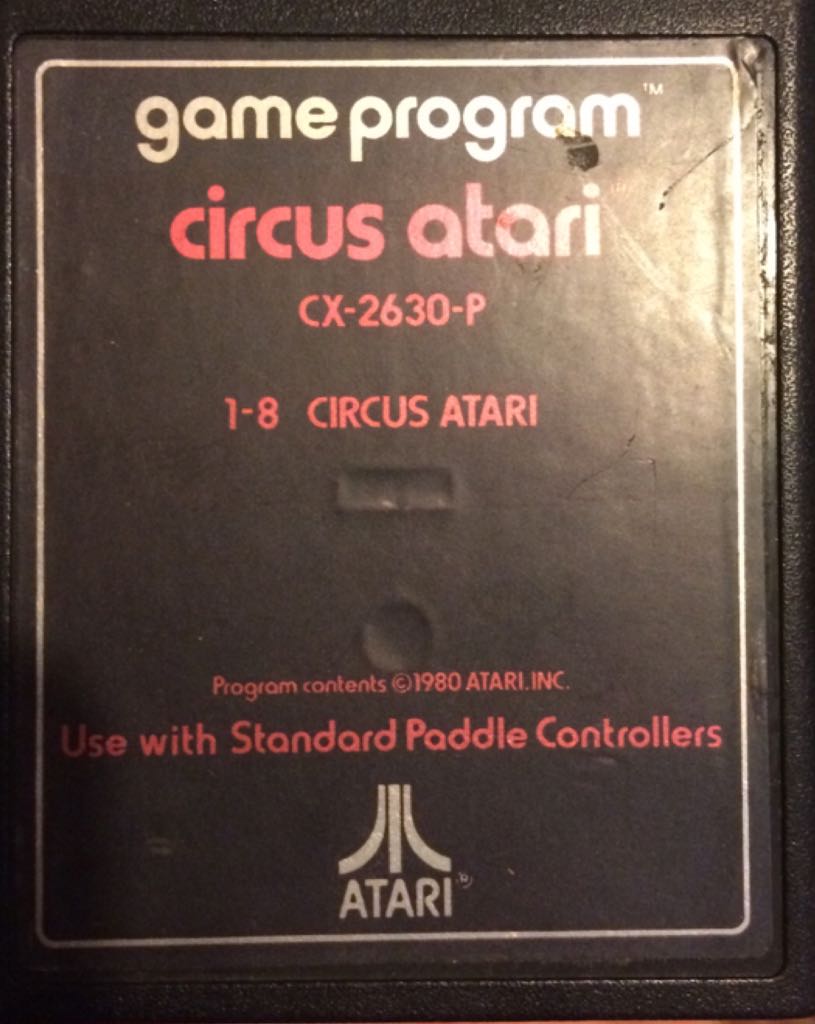 game program™
circus atari™
CX-2630-P
1-8 CIRCUS ATARI
Program contents ©1980 ATARI.INC.
Use with Standard Paddle Controllers
ATARI®